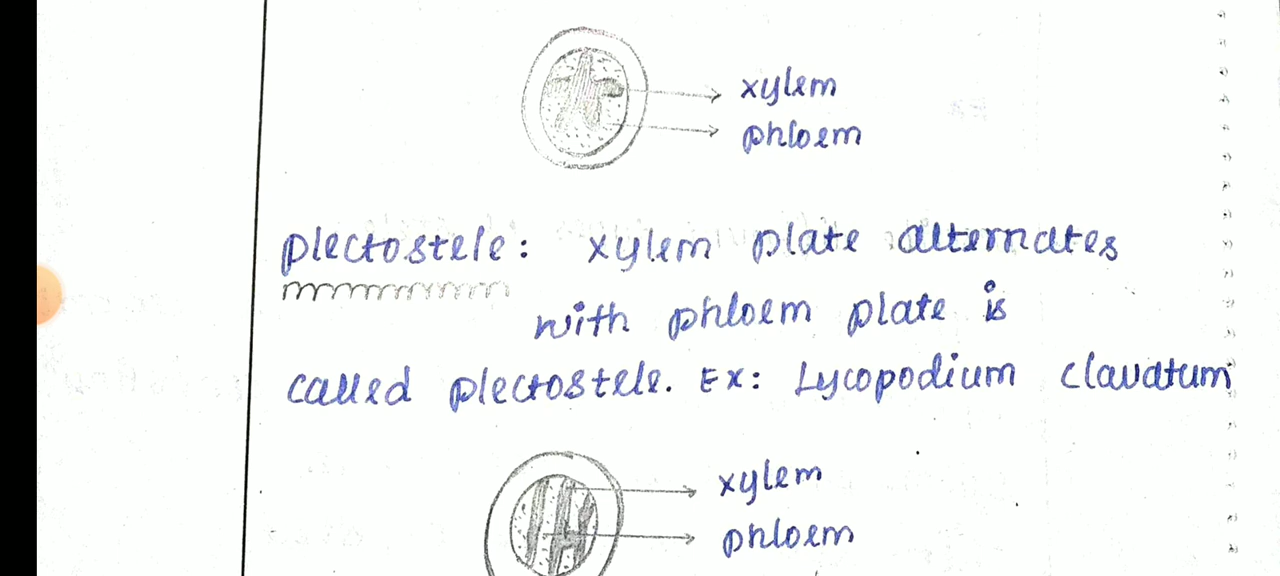 xylem
phloem
plectostele: xylem plate alternates
with phloem plate is
called plectostele. Ex: Lycopodium clavatum
xylem
phloem